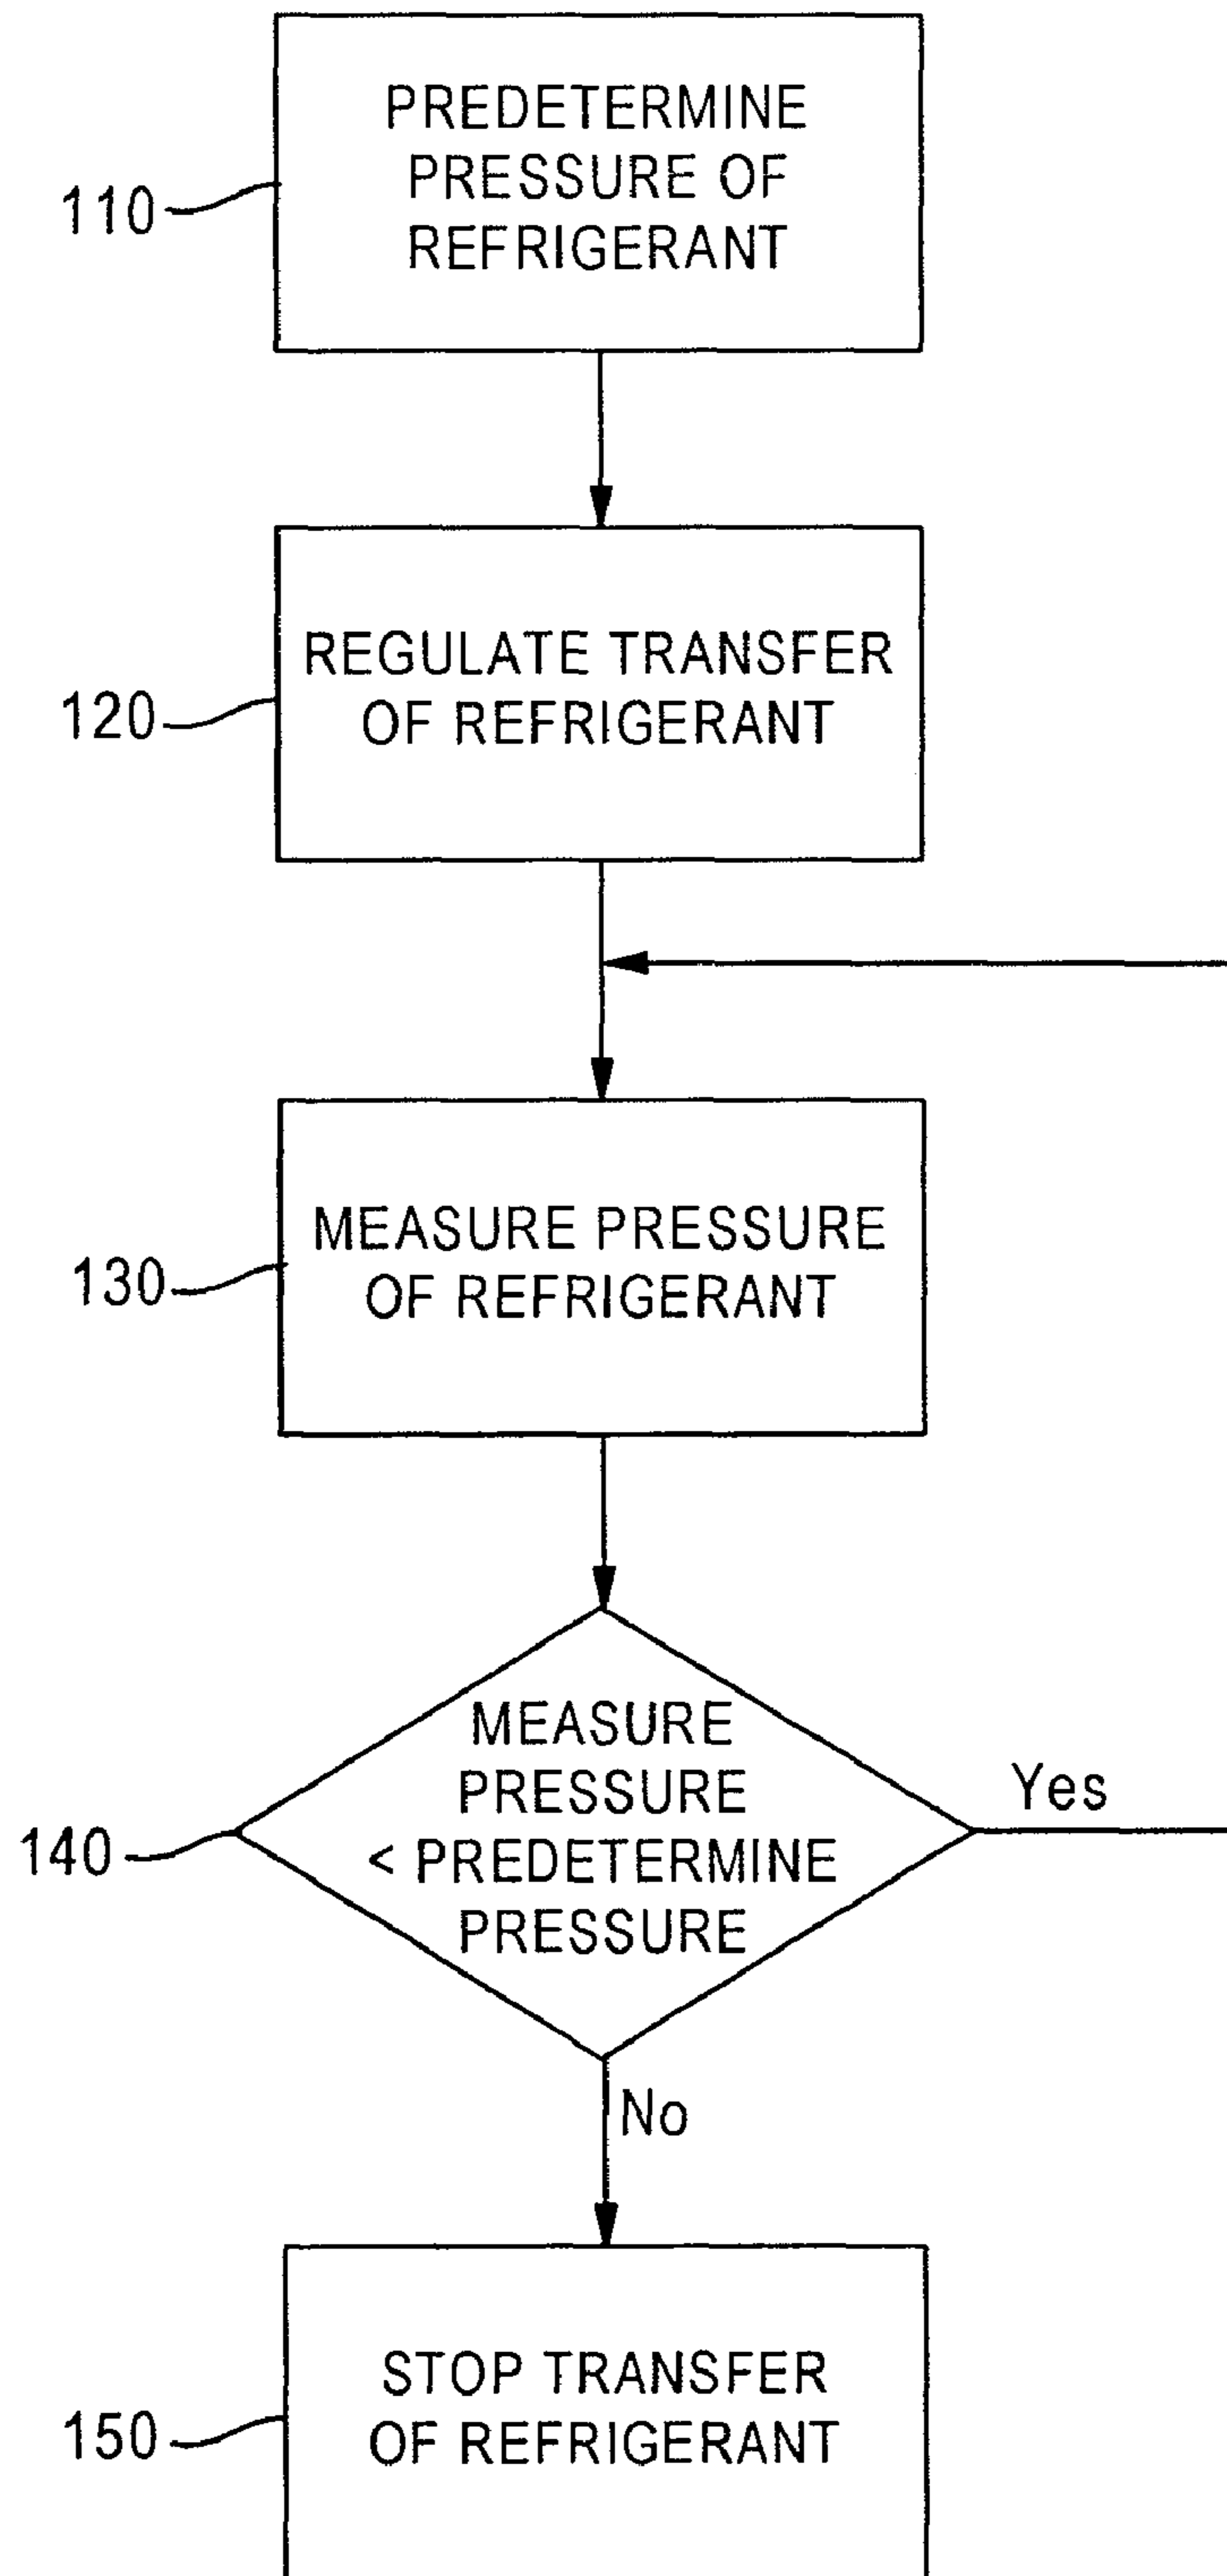 PREDETERMINE
PRESSURE OF
REFRIGERANT
110
REGULATE TRANSFER
OF REFRIGERANT
120
MEASURE PRESSURE
OF REFRIGERANT
130
MEASURE
PRESSURE
< PREDETERMINE
PRESSURE
140
Yes
No
STOP TRANSFER
OF REFRIGERANT
150